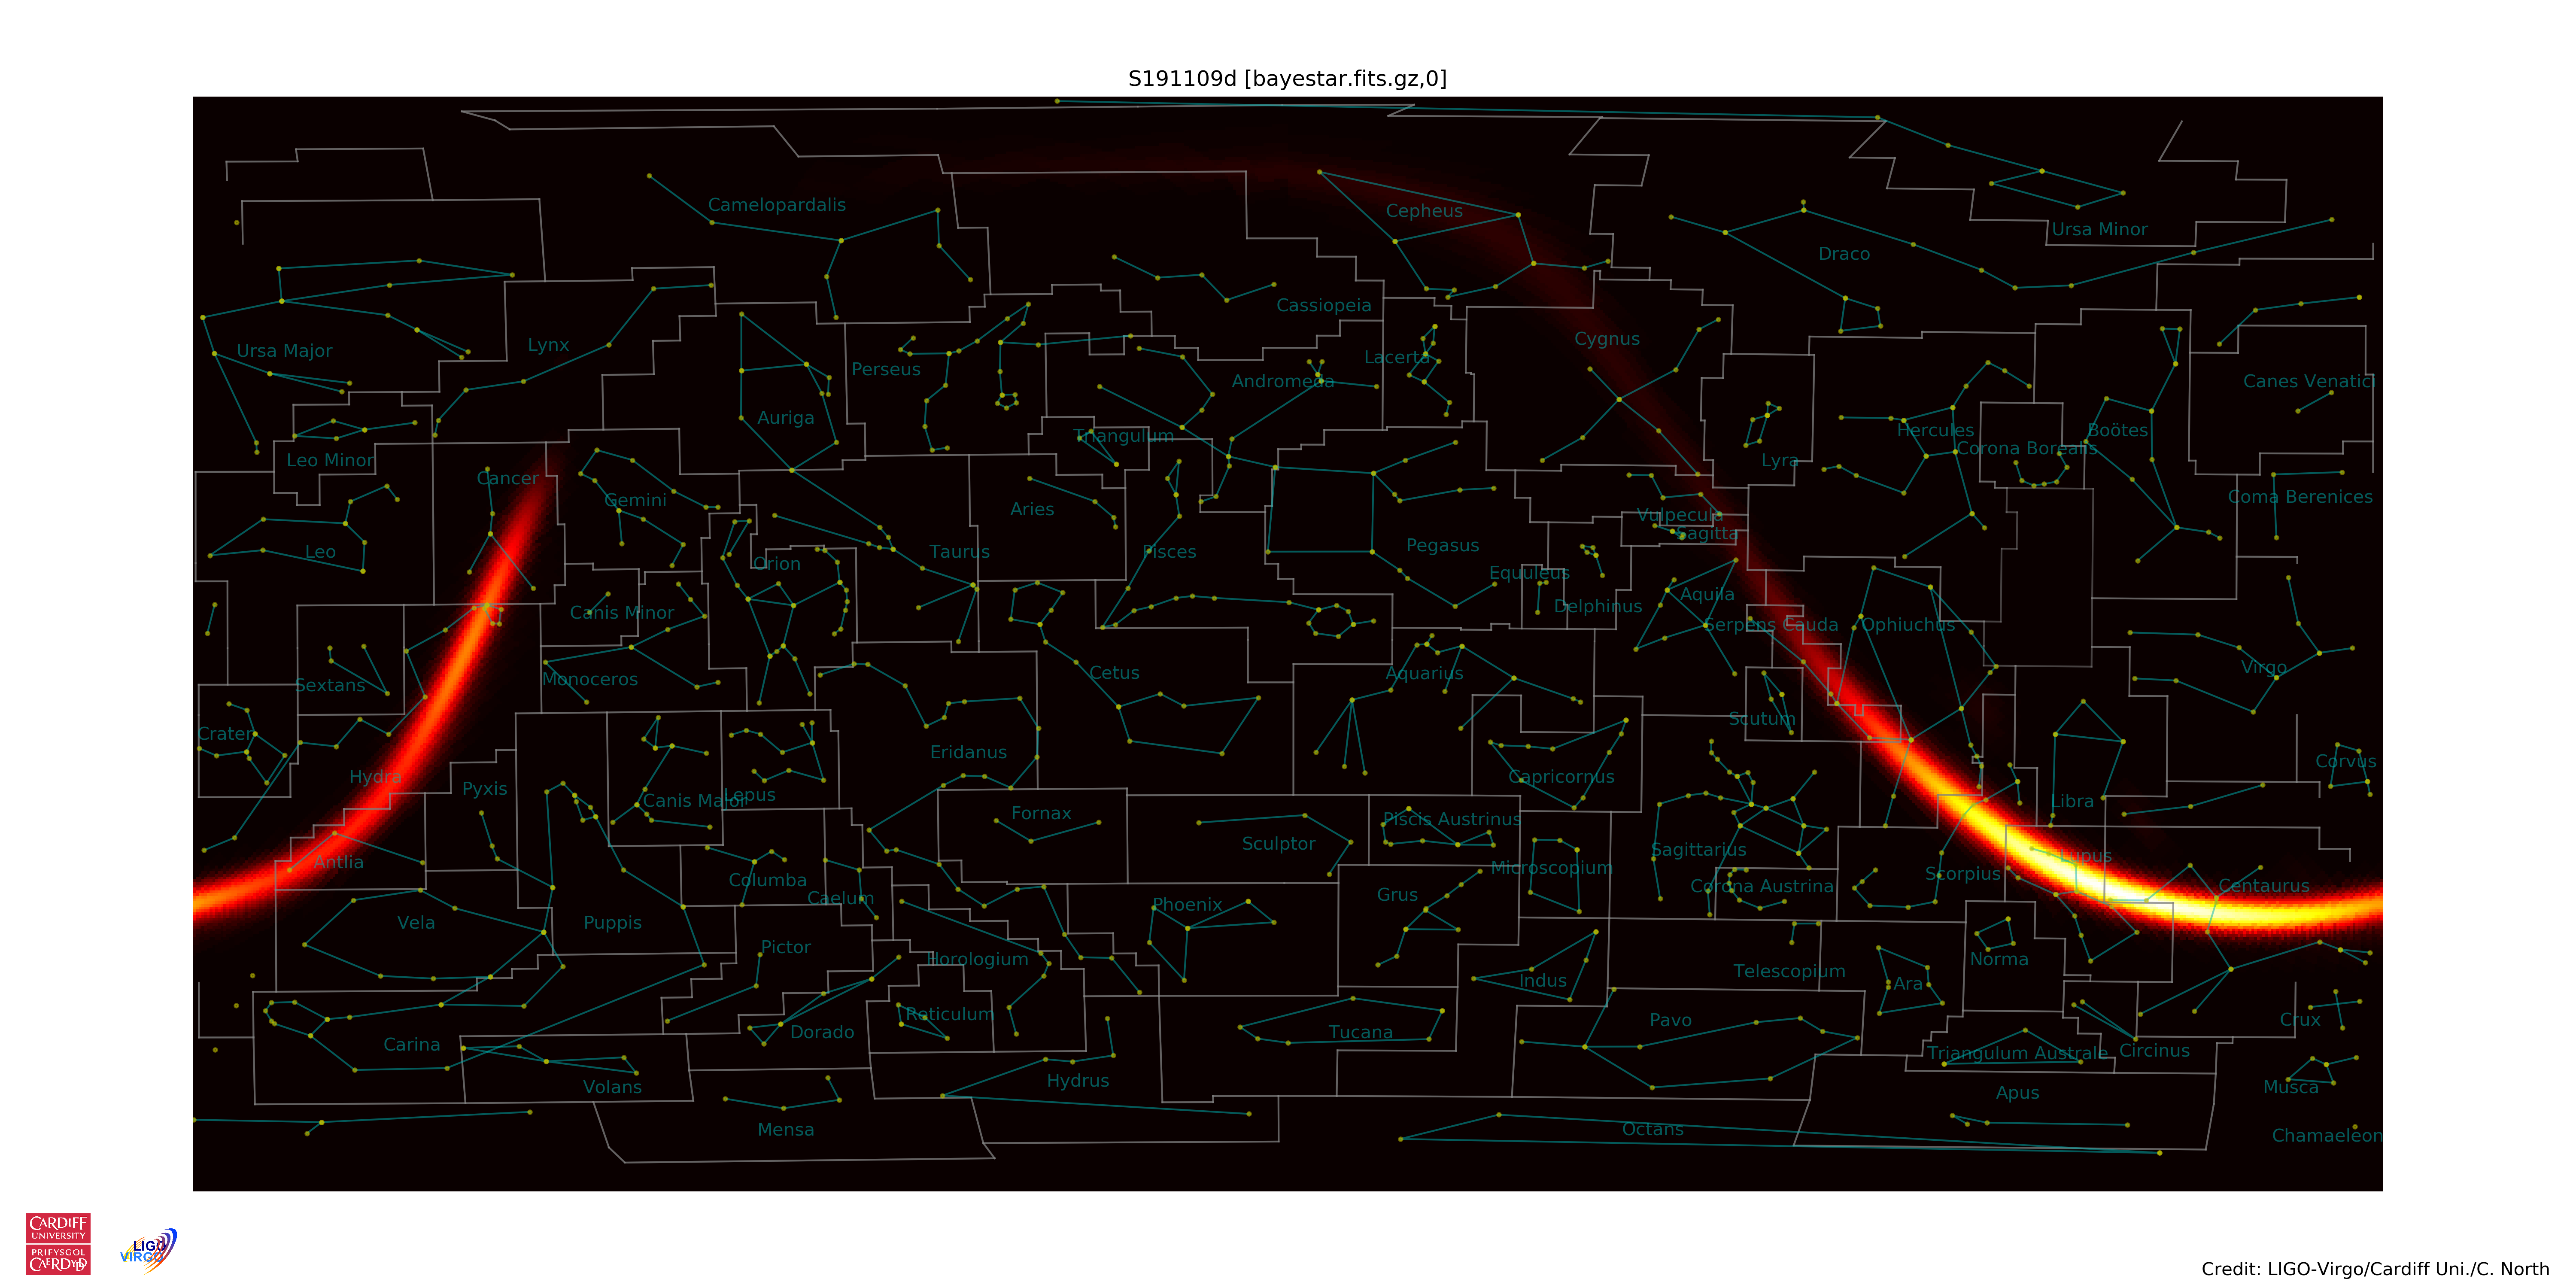 S191109d [bayestar.fits.gz,0]
Camelopardalis
Cepheus
Ursa Minor
Draco
Cassiopeia
Cygnus
Ursa Major
Lynx
Lacerta
Perseus
Andromeda
Canes Venatici
Auriga
Triangulum
Hercules
Boötes
Corona Borealis
Leo Minor
Lyra
Cancer
Gemini
Coma Berenices
Aries
Vulpecula
Sagitta
Leo
Taurus
Pisces
Pegasus
Orion
Equuleus
Aquila
Delphinus
Canis Minor
Serpens Cauda
Ophiuchus
Virgo
Cetus
Aquarius
Monoceros
Sextans
Scutum
Crater
Eridanus
Corvus
Hydra
Capricornus
Pyxis
Lepus
Canis Major
Libra
Fornax
Piscis Austrinus
Sculptor
Sagittarius
Lupus
Antlia
Microscopium
Scorpius
Columba
Corona Austrina
Centaurus
Grus
Caelum
Phoenix
Vela
Puppis
Pictor
Horologium
Norma
Telescopium
Indus
Ara
Reticulum
Pavo
Crux
Dorado
Tucana
Carina
Circinus
Triangulum Australe
Hydrus
Volans
Musca
Apus
Mensa
Octans
Chamaeleon
CARDIFF
UNIVERSITY
PRIFYSGOL
CAERDYDD
LIGO
VIRGO
Credit: LIGO-Virgo/Cardiff Uni./C. North